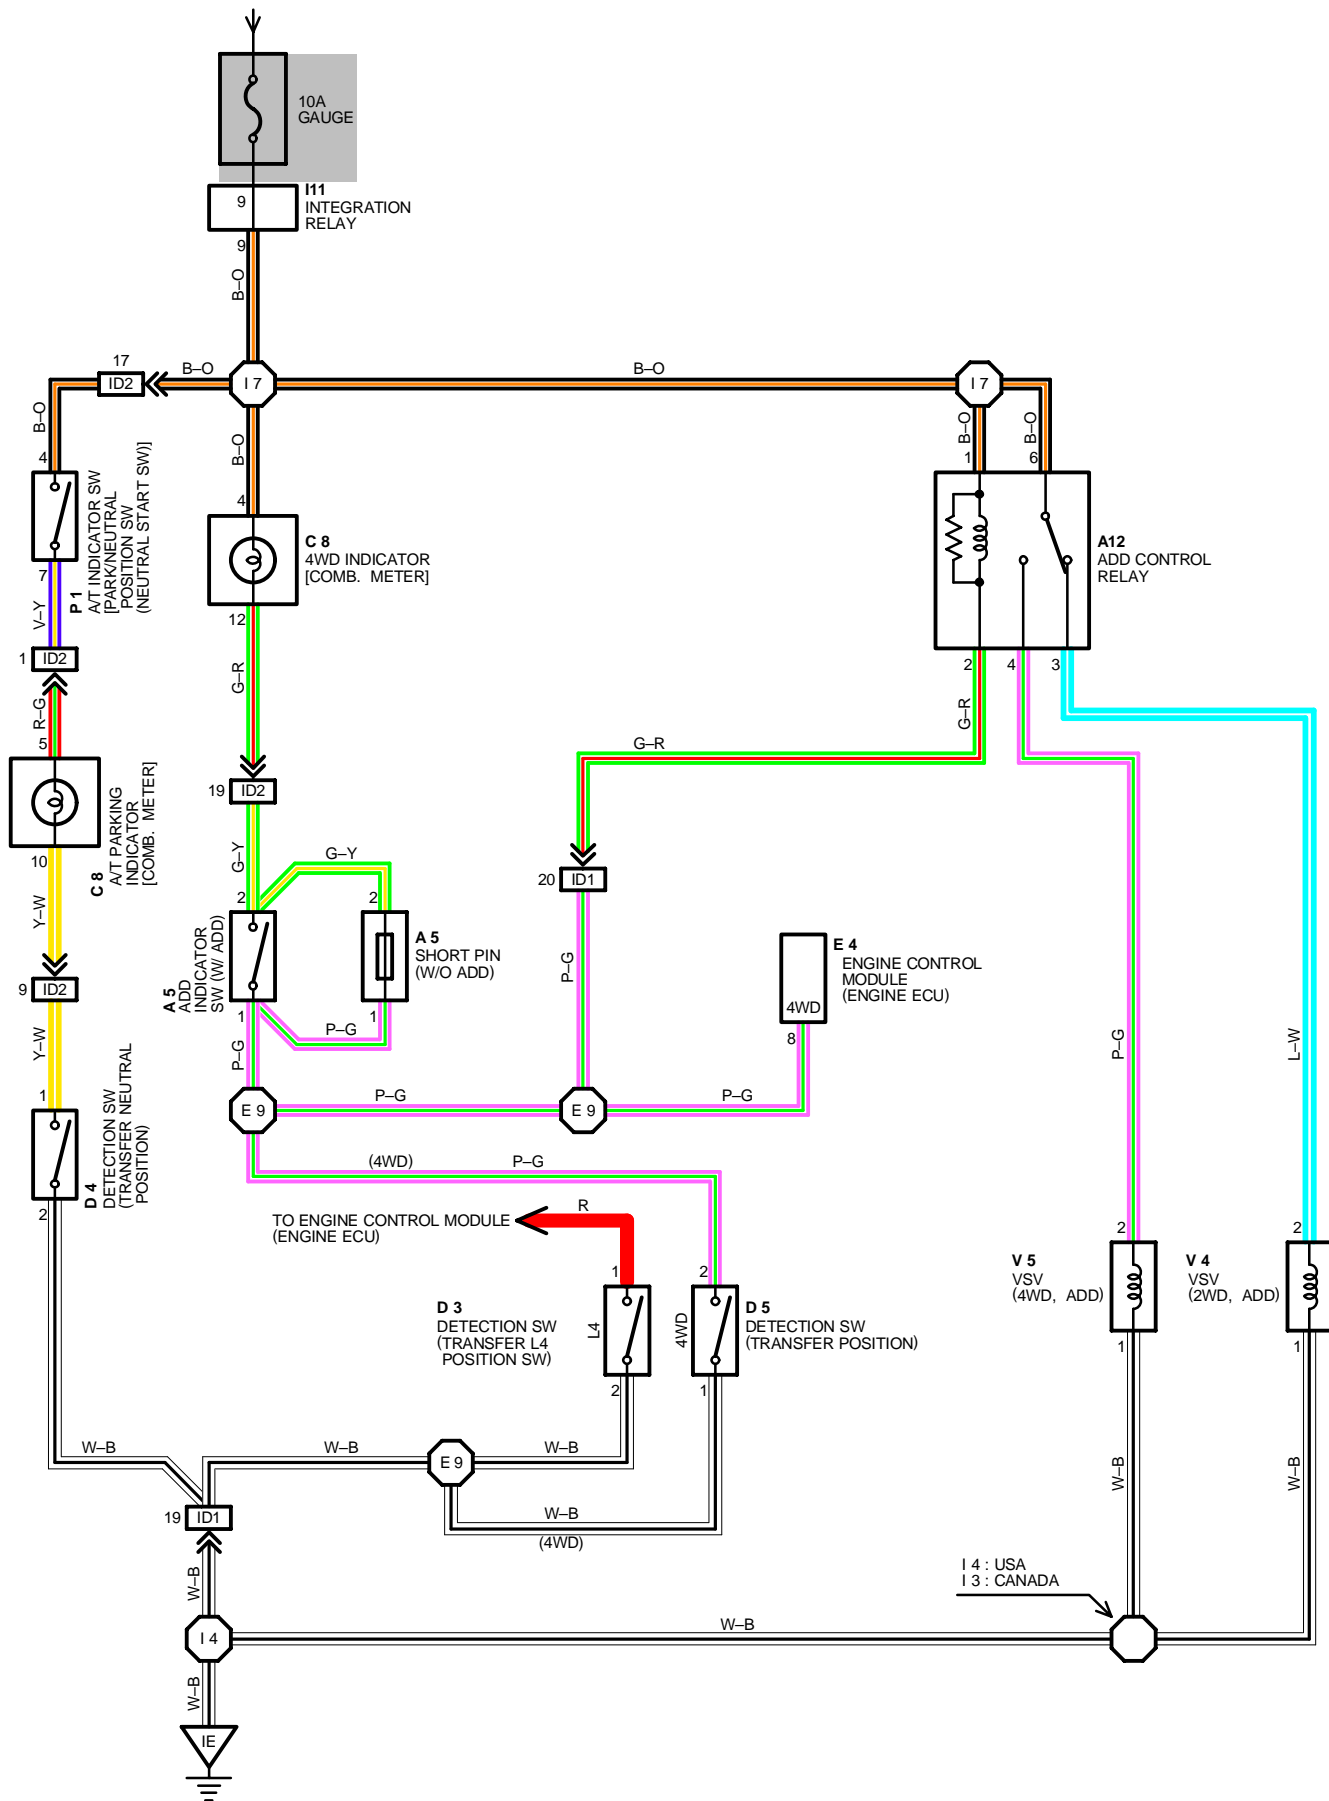 10A
GAUGE
9
I11
INTEGRATION
RELAY
9
B–O
17
ID2
B–O
I 7
B–O
I 7
B–O
B–O
B–O
B–O
4
4
1
6
P 1
A/T INDICATOR SW
[PARK/NEUTRAL
POSITION SW
(NEUTRAL START SW)]
C 8
4WD INDICATOR
[COMB. METER]
A12
ADD CONTROL
RELAY
7
12
V–Y
1
ID2
R–G
5
G–R
2
4
3
G–R
G–R
C 8
A/T PARKING
INDICATOR
[COMB. METER]
10
19
ID2
Y–W
G–Y
G–Y
20
ID1
2
2
A 5
ADD
INDICATOR
SW (W/ ADD)
A 5
SHORT PIN
(W/O ADD)
E 4
ENGINE CONTROL
MODULE
(ENGINE ECU)
4WD
9
ID2
P–G
1
1
8
Y–W
P–G
P–G
P–G
L–W
1
E 9
P–G
E 9
P–G
D 4
DETECTION SW
(TRANSFER NEUTRAL
POSITION)
(4WD)
P–G
2
R
TO ENGINE CONTROL MODULE
(ENGINE ECU)
2
2
1
2
V 5
VSV
(4WD, ADD)
V 4
VSV
(2WD, ADD)
D 3
DETECTION SW
(TRANSFER L4
POSITION SW)
L4
4WD
D 5
DETECTION SW
(TRANSFER POSITION)
1
1
2
1
W–B
W–B
E 9
W–B
W–B
W–B
W–B
(4WD)
19
ID1
I 4 : USA
I 3 : CANADA
W–B
I 4
W–B
W–B
IE